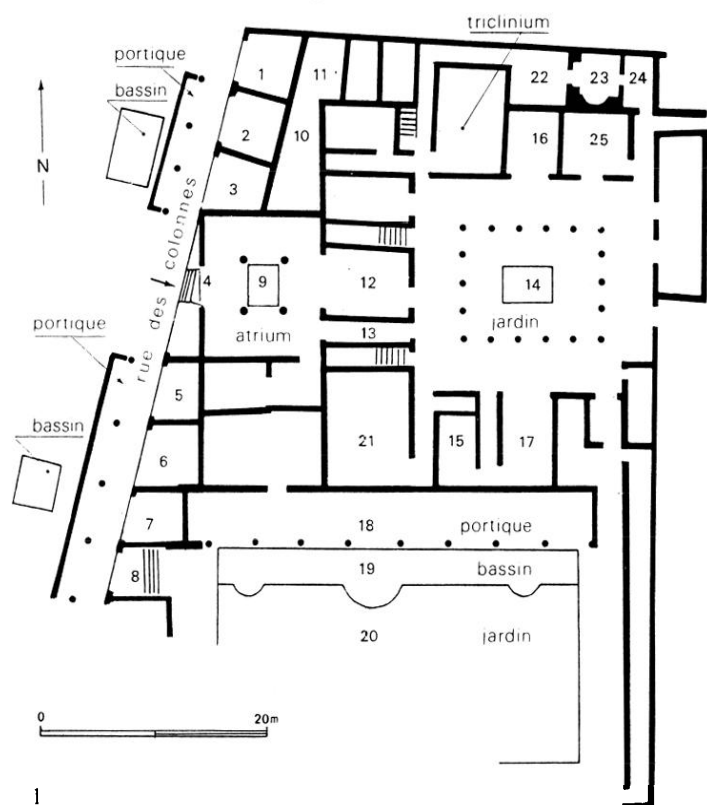 triclinium
portique
bassin
N
1
2
3
11
10
22
23
24
16
25
rue des colonnes
4
9
atrium
12
13
14
jardin
portique
bassin
5
6
7
8
21
15
17
18
portique
19
bassin
20
jardin
0
20m
1